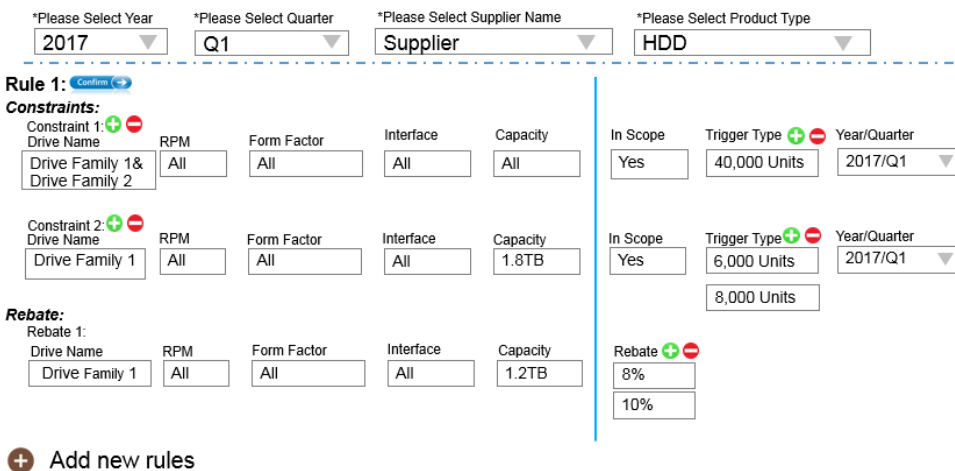 *Please Select Year *Please Select Quarter *Please Select Supplier Name *Please Select Product Type
2017 Q1 Supplier HDD
Rule 1: Confirm
Constraints:
Constraint 1:
Drive Name RPM Form Factor Interface Capacity In Scope Trigger Type Year/Quarter
Drive Family 1& All All All All Yes 40,000 Units 2017/Q1
Drive Family 2
Constraint 2:
Drive Name RPM Form Factor Interface Capacity In Scope Trigger Type Year/Quarter
Drive Family 1 All All All 1.8TB Yes 6,000 Units 2017/Q1
8,000 Units
Rebate:
Rebate 1:
Drive Name RPM Form Factor Interface Capacity Rebate
Drive Family 1 All All All 1.2TB 8%
10%
Add new rules